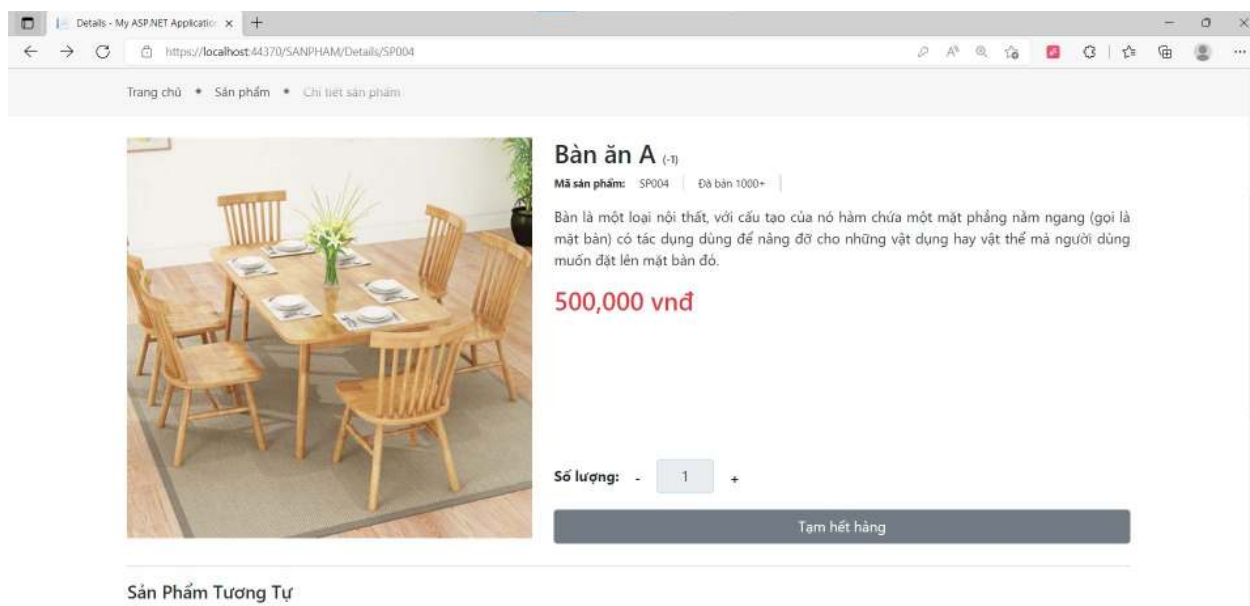 Details - My ASP.NET Applicatio
https://localhost:44370/SANPHAM/Details/SP004
Trang chủ • Sản phẩm • Chi tiết sản phẩm
Bàn ăn A (-1)
Mã sản phẩm: SP004 Đã bán 1000+
Bàn là một loại nội thất, với cấu tạo của nó hàm chứa một mặt phẳng nằm ngang (gọi là
mặt bàn) có tác dụng dùng để nâng đỡ cho những vật dụng hay vật thể mà người dùng
muốn đặt lên mặt bàn đó.
500,000 vnđ
Số lượng: - 1 +
Tạm hết hàng
Sản Phẩm Tương Tự